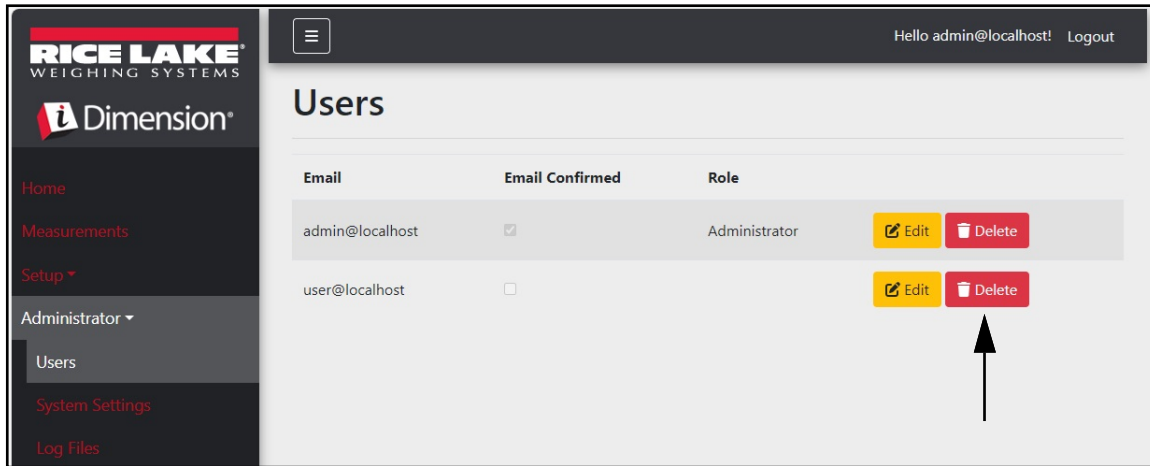 RICE LAKE®
WEIGHING SYSTEMS
i Dimension®
Home
Measurements
Setup
Administrator
Users
System Settings
Log Files
Hello admin@localhost! Logout
Users
Email Email Confirmed Role
admin@localhost Administrator Edit Delete
user@localhost Edit Delete